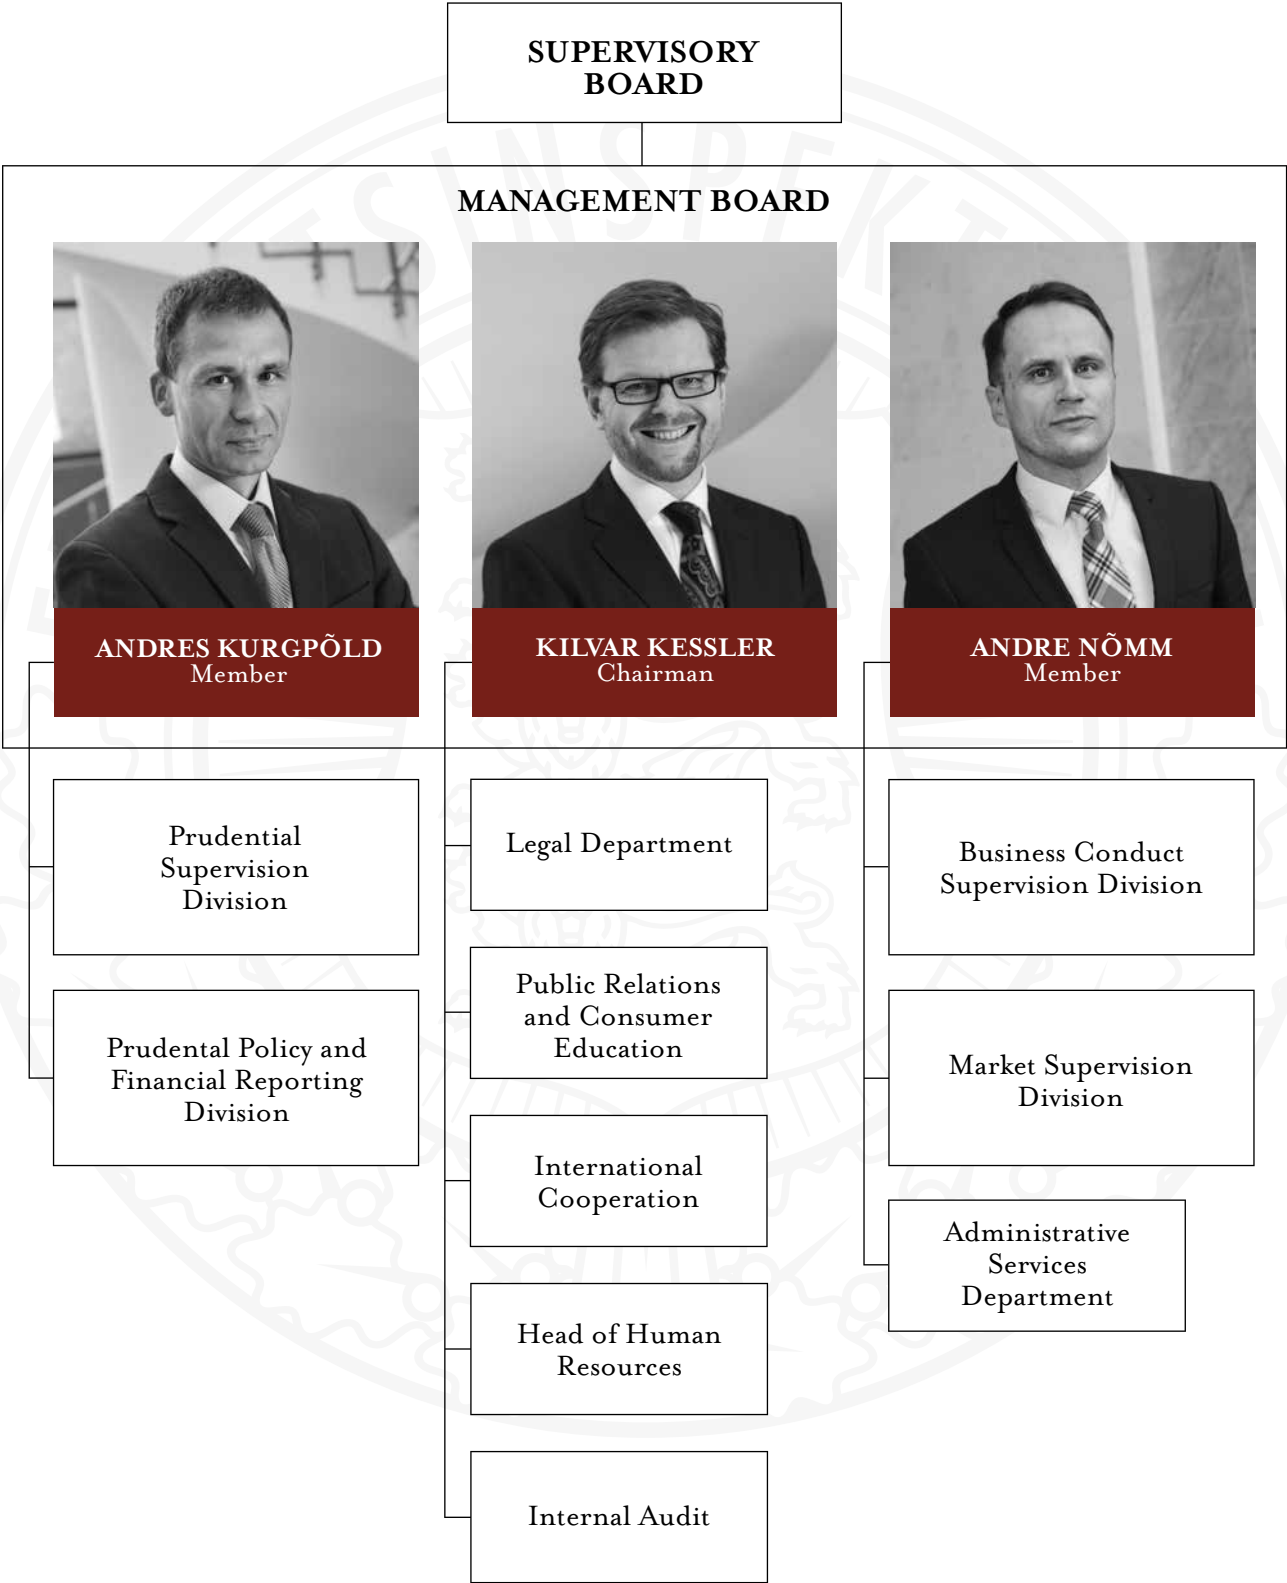 SUPERVISORY
BOARD
MANAGEMENT BOARD
ANDRES KURGPÕLD
Member
KILVAR KESSLER
Chairman
ANDRE NÕMM
Member
Prudential
Supervision
Division
Prudental Policy and
Financial Reporting
Division
Legal Department
Public Relations
and Consumer
Education
International
Cooperation
Head of Human
Resources
Internal Audit
Business Conduct
Supervision Division
Market Supervision
Division
Administrative
Services
Department
TSINSPEKT